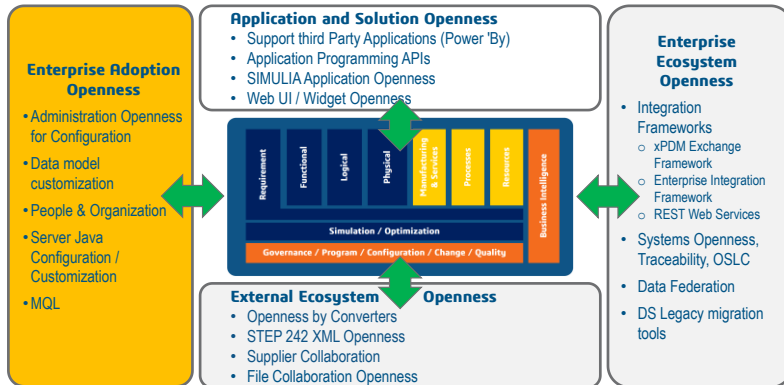 Application and Solution Openness
• Support third Party Applications (Power 'By)
• Application Programming APIs
• SIMULIA Application Openness
• Web UI / Widget Openness
Enterprise Adoption
Openness
• Administration Openness
for Configuration
• Data model
customization
• People & Organization
• Server Java
Configuration /
Customization
• MQL
Requirement
Functional
Logical
Physical
Manufacturing
& Services
Processes
Resources
Business Intelligence
Simulation / Optimization
Governance / Program / Configuration / Change / Quality
Enterprise
Ecosystem
Openness
• Integration
Frameworks
o xPDM Exchange
Framework
o Enterprise Integration
Framework
o REST Web Services
• Systems Openness,
Traceability, OSLC
• Data Federation
• DS Legacy migration
tools
External Ecosystem Openness
• Openness by Converters
• STEP 242 XML Openness
• Supplier Collaboration
• File Collaboration Openness